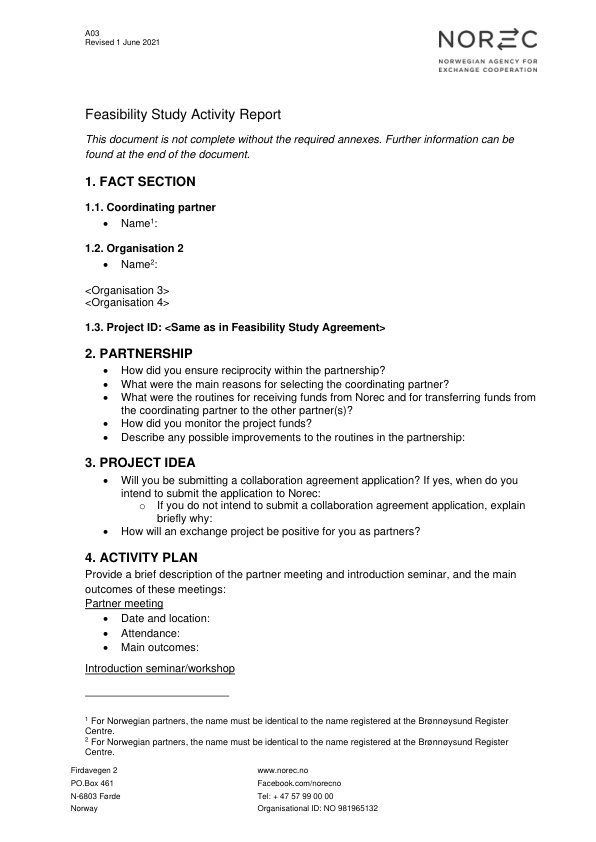 A03
Revised 1 June 2021
NOREC
NORWEGIAN AGENCY FOR
EXCHANGE COOPERATION
Feasibility Study Activity Report
This document is not complete without the required annexes. Further information can be
found at the end of the document.
1. FACT SECTION
1.1. Coordinating partner
• Name¹:
1.2. Organisation 2
• Name²:
<Organisation 3>
<Organisation 4>
1.3. Project ID: <Same as in Feasibility Study Agreement>
2. PARTNERSHIP
• How did you ensure reciprocity within the partnership?
• What were the main reasons for selecting the coordinating partner?
• What were the routines for receiving funds from Norec and for transferring funds from
the coordinating partner to the other partner(s)?
• How did you monitor the project funds?
• Describe any possible improvements to the routines in the partnership:
3. PROJECT IDEA
• Will you be submitting a collaboration agreement application? If yes, when do you
intend to submit the application to Norec:
o If you do not intend to submit a collaboration agreement application, explain
briefly why:
• How will an exchange project be positive for you as partners?
4. ACTIVITY PLAN
Provide a brief description of the partner meeting and introduction seminar, and the main
outcomes of these meetings:
Partner meeting
• Date and location:
• Attendance:
• Main outcomes:
Introduction seminar/workshop
¹ For Norwegian partners, the name must be identical to the name registered at the Brønnøysund Register
Centre.
² For Norwegian partners, the name must be identical to the name registered at the Brønnøysund Register
Centre.
Firdavegen 2
PO.Box 461
N-6803 Førde
Norway
www.norec.no
Facebook.com/norecno
Tel: + 47 57 99 00 00
Organisational ID: NO 981965132